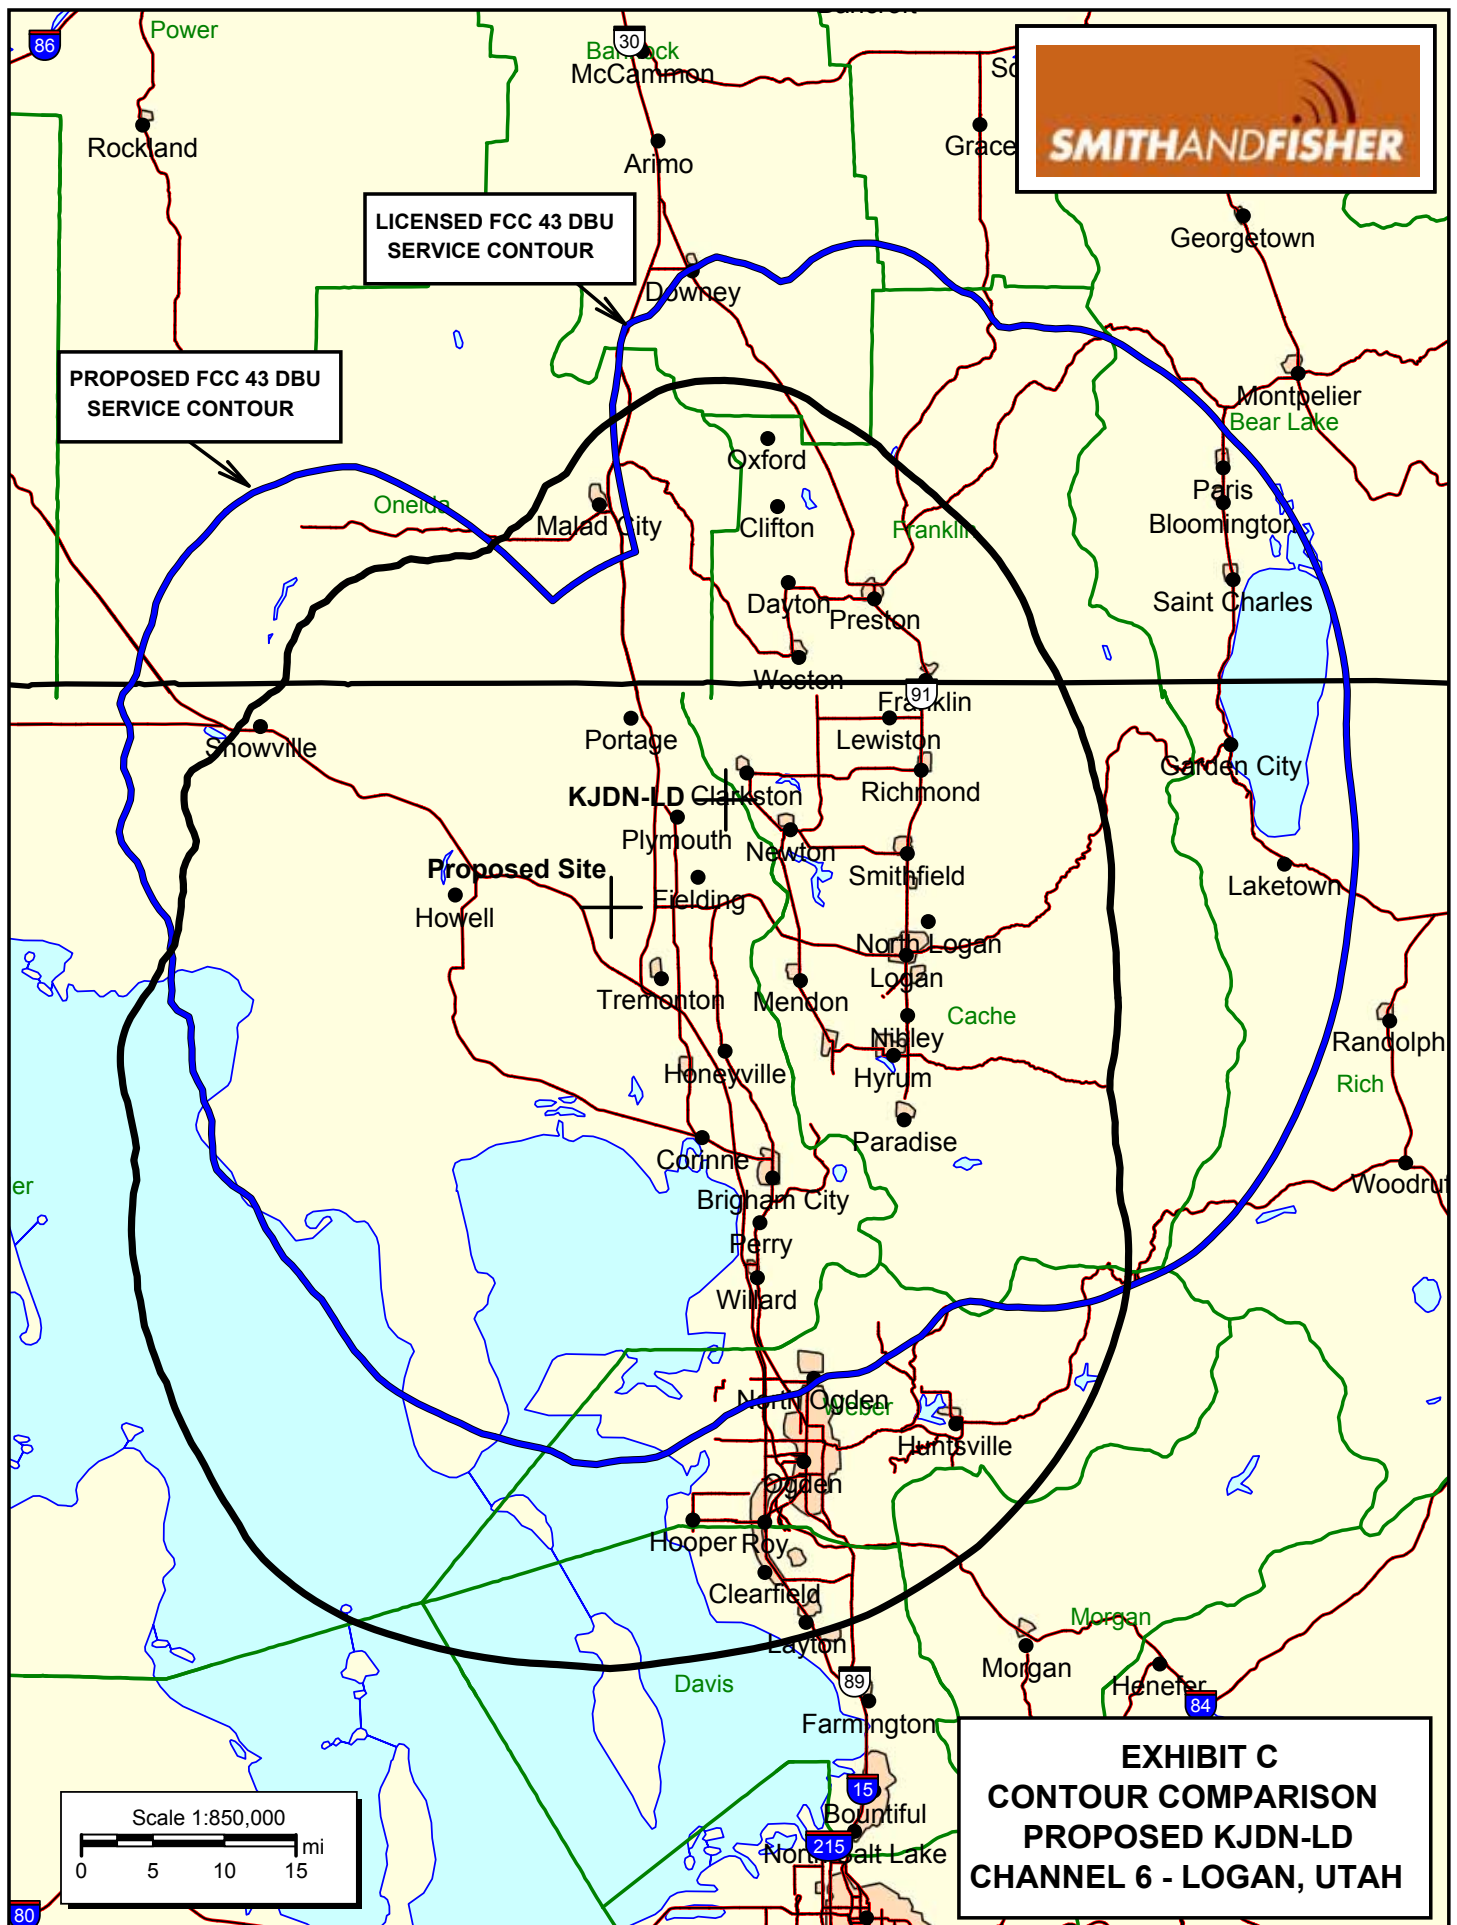 Power
86
30
Bannock
McCammon
Rockland
Arimo
Grace
SMITHANDFISHER
LICENSED FCC 43 DBU
SERVICE CONTOUR
Georgetown
Downey
PROPOSED FCC 43 DBU
SERVICE CONTOUR
Montpelier
Bear Lake
Oxford
Paris
Oneida
Malad City
Clifton
Franklin
Bloomington
Dayton
Preston
Saint Charles
Weston
Franklin
91
Snowville
Portage
Lewiston
Garden City
KJDN-LD
Clarkston
Richmond
Plymouth
Newton
Proposed Site
Smithfield
Fielding
Laketown
Howell
North Logan
Logan
Tremonton
Mendon
Nibley
Cache
Randolph
Honeyville
Hyrum
Rich
Paradise
Corinne
er
Brigham City
Woodruf
Perry
Willard
North Ogden
Weber
Huntsville
Ogden
Hooper
Roy
Clearfield
Morgan
Layton
Morgan
Davis
89
Henefer
84
Farmington
EXHIBIT C
CONTOUR COMPARISON
PROPOSED KJDN-LD
CHANNEL 6 - LOGAN, UTAH
15
Bountiful
215
North Salt Lake
Scale 1:850,000
mi
0 5 10 15
80